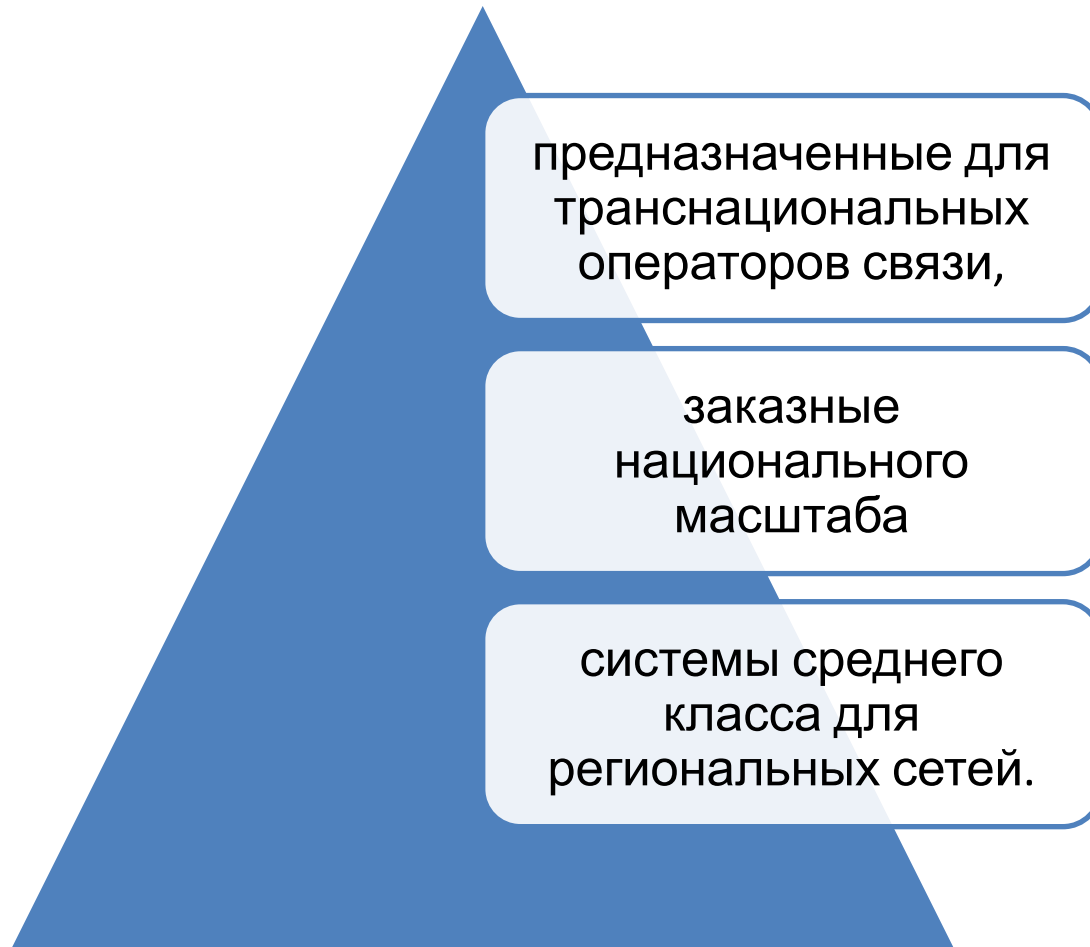 предназначенные для
транснациональных
операторов связи,
заказные
национального
масштаба
системы среднего
класса для
региональных сетей.